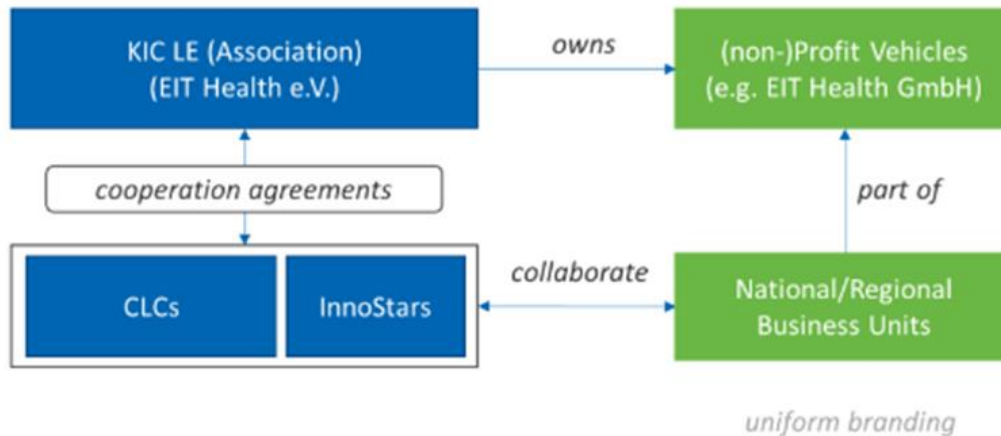 KIC LE (Association)
(EIT Health e.V.)
owns
(non-)Profit Vehicles
(e.g. EIT Health GmbH)
cooperation agreements
part of
CLCs
InnoStars
collaborate
National/Regional
Business Units
uniform branding